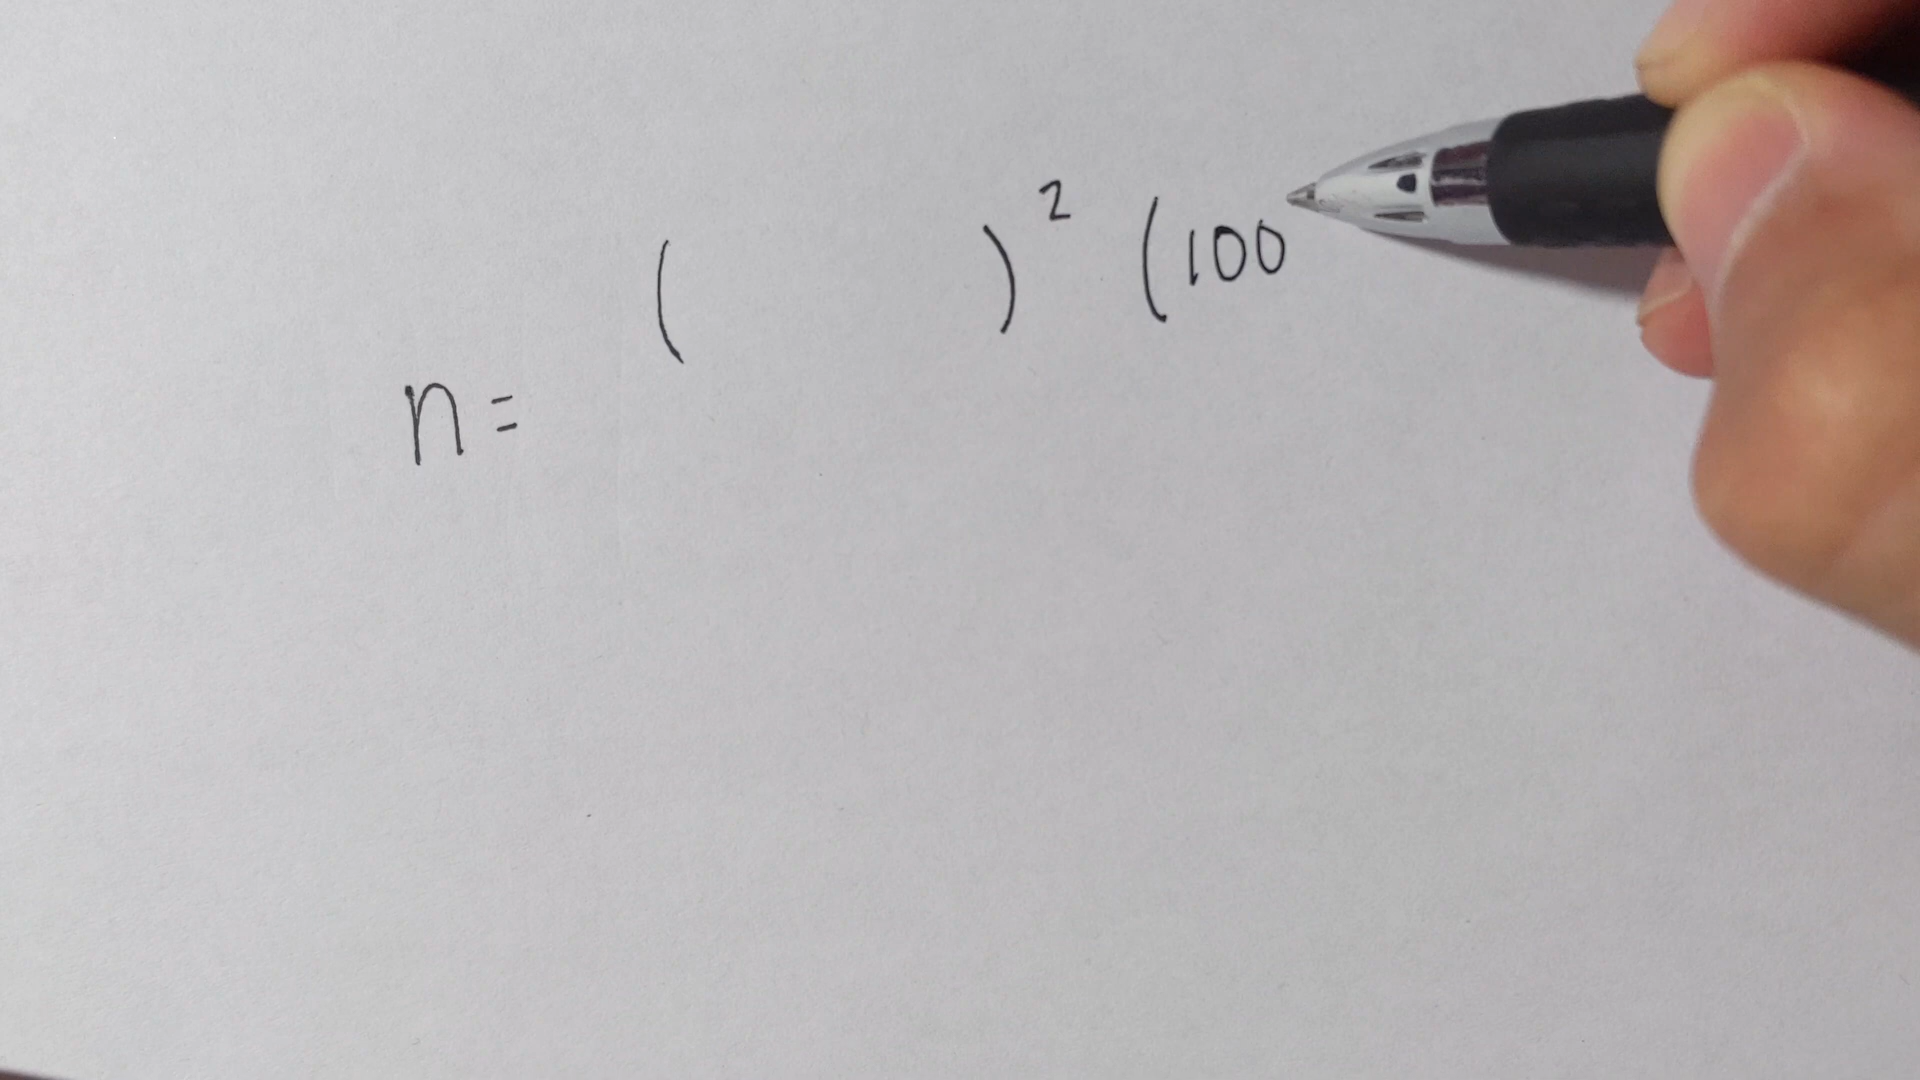 n = (          )² (100